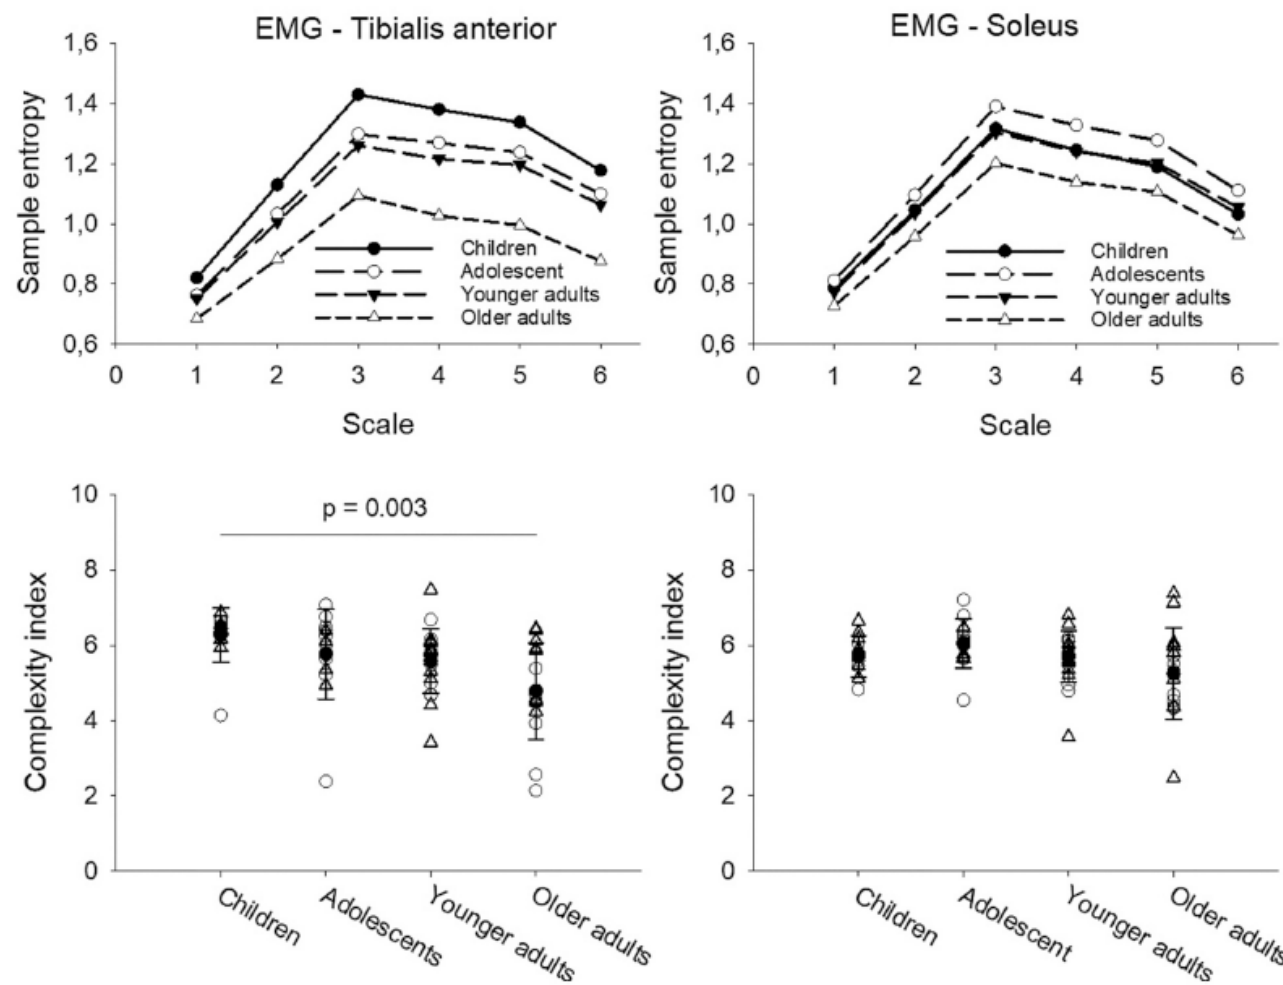 EMG - Tibialis anterior
1,6
1,4
1,2
1,0
0,8
0,6
Sample entropy
Children
Adolescent
Younger adults
Older adults
0 1 2 3 4 5 6
Scale
EMG - Soleus
1,6
1,4
1,2
1,0
0,8
0,6
Sample entropy
Children
Adolescents
Younger adults
Older adults
0 1 2 3 4 5 6
Scale
10
8
6
4
2
0
Complexity index
p = 0.003
Children
Adolescents
Younger adults
Older adults
10
8
6
4
2
0
Complexity index
Children
Adolescent
Younger adults
Older adults